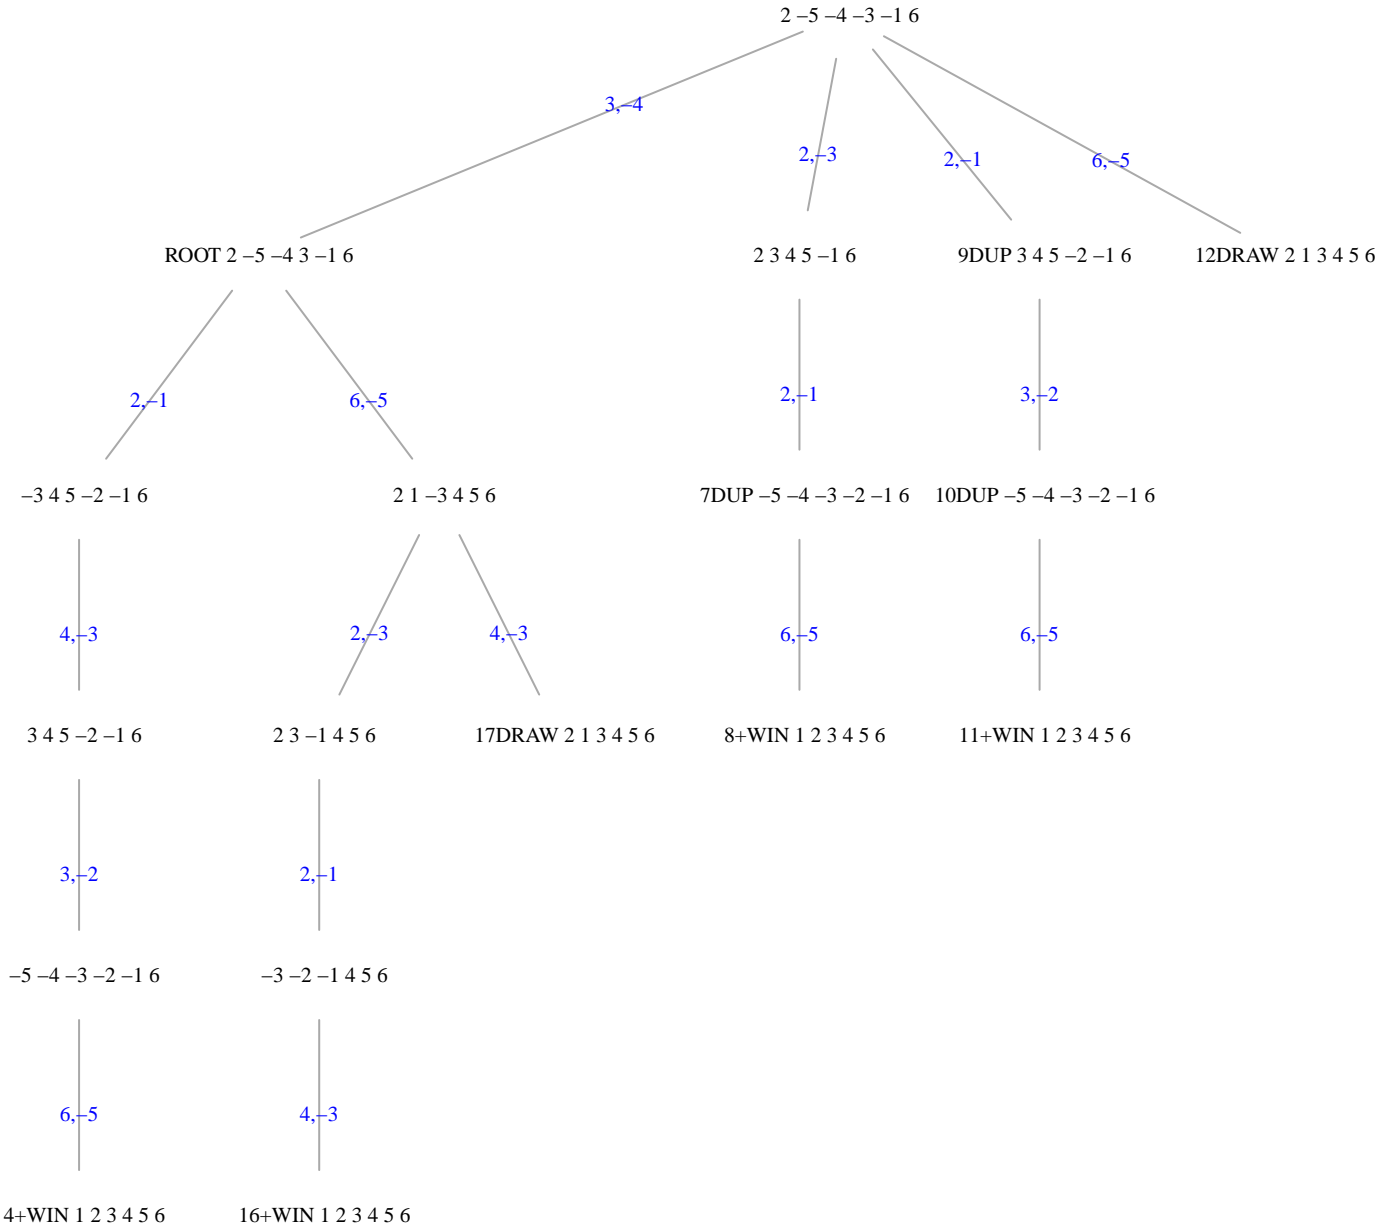 2 –5 –4 –3 –1 6
3,–4
2,–3
2,–1
6,–5
ROOT 2 –5 –4 3 –1 6
2 3 4 5 –1 6
9DUP 3 4 5 –2 –1 6
12DRAW 2 1 3 4 5 6
2,–1
6,–5
2,–1
3,–2
–3 4 5 –2 –1 6
2 1 –3 4 5 6
7DUP –5 –4 –3 –2 –1 6
10DUP –5 –4 –3 –2 –1 6
4,–3
2,–3
4,–3
6,–5
6,–5
3 4 5 –2 –1 6
2 3 –1 4 5 6
17DRAW 2 1 3 4 5 6
8+WIN 1 2 3 4 5 6
11+WIN 1 2 3 4 5 6
3,–2
2,–1
–5 –4 –3 –2 –1 6
–3 –2 –1 4 5 6
6,–5
4,–3
4+WIN 1 2 3 4 5 6
16+WIN 1 2 3 4 5 6